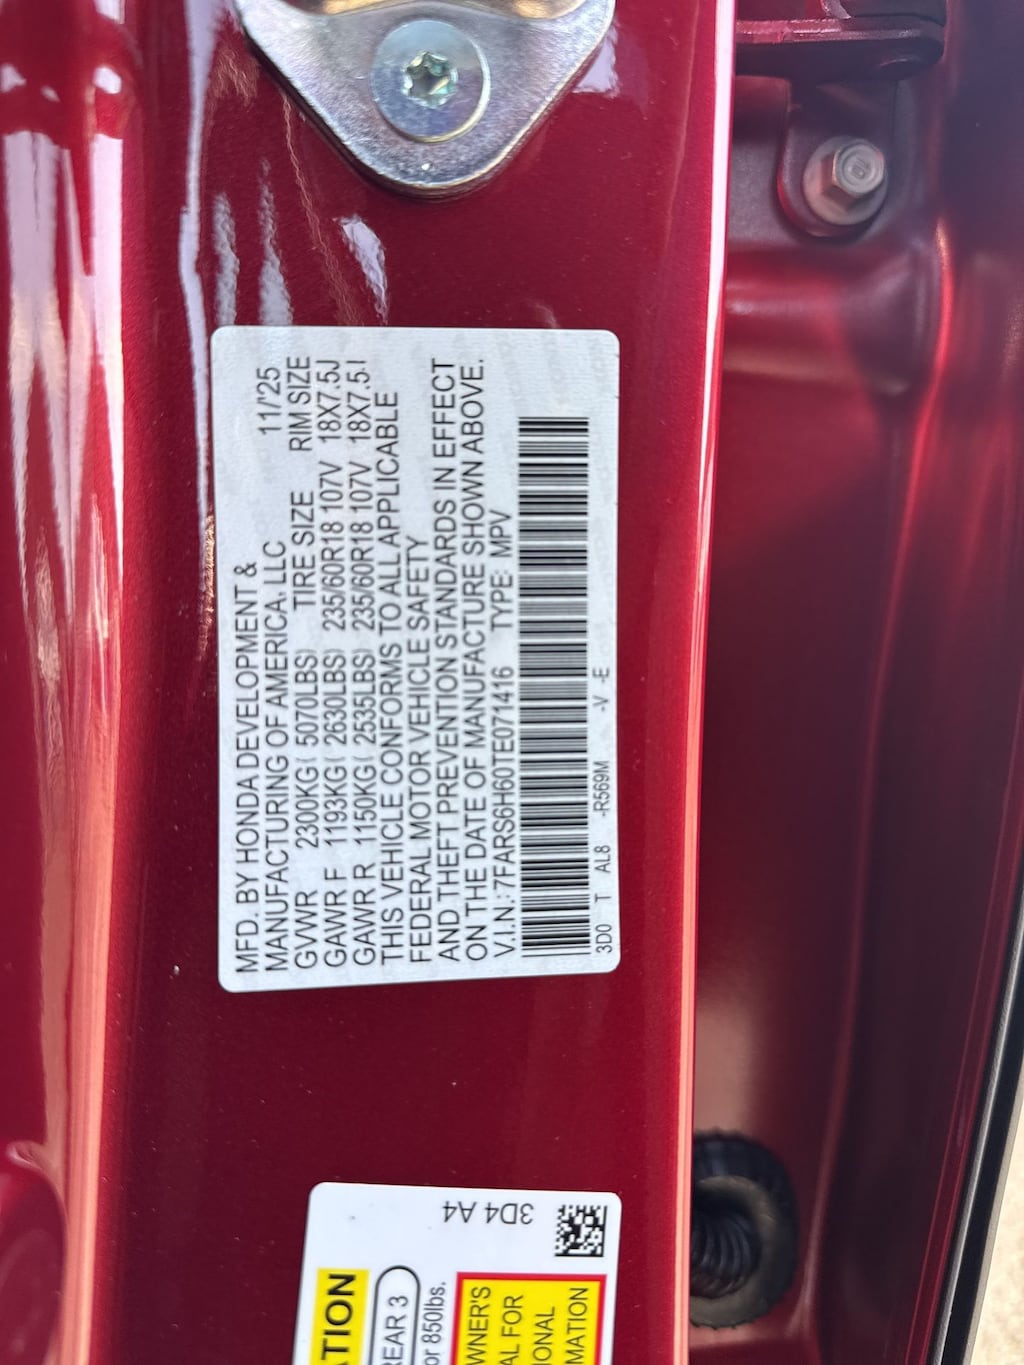 MFD. BY HONDA DEVELOPMENT &
MANUFACTURING OF AMERICA, LLC 11/'25
GVWR 2300KG( 5070LBS) TIRE SIZE RIM SIZE
GAWR F 1193KG( 2630LBS) 235/60R18 107V 18X7.5J
GAWR R 1150KG( 2535LBS) 235/60R18 107V 18X7.5J
THIS VEHICLE CONFORMS TO ALL APPLICABLE
FEDERAL MOTOR VEHICLE SAFETY
AND THEFT PREVENTION STANDARDS IN EFFECT
ON THE DATE OF MANUFACTURE SHOWN ABOVE.
V.I.N.: 7FARS6H60TE071416 TYPE: MPV
3D0 T AL8 -R569M -V -E
3D4 A4
ATION
REAR 3
or 850lbs.
WNER'S
AL FOR
IONAL
MATION